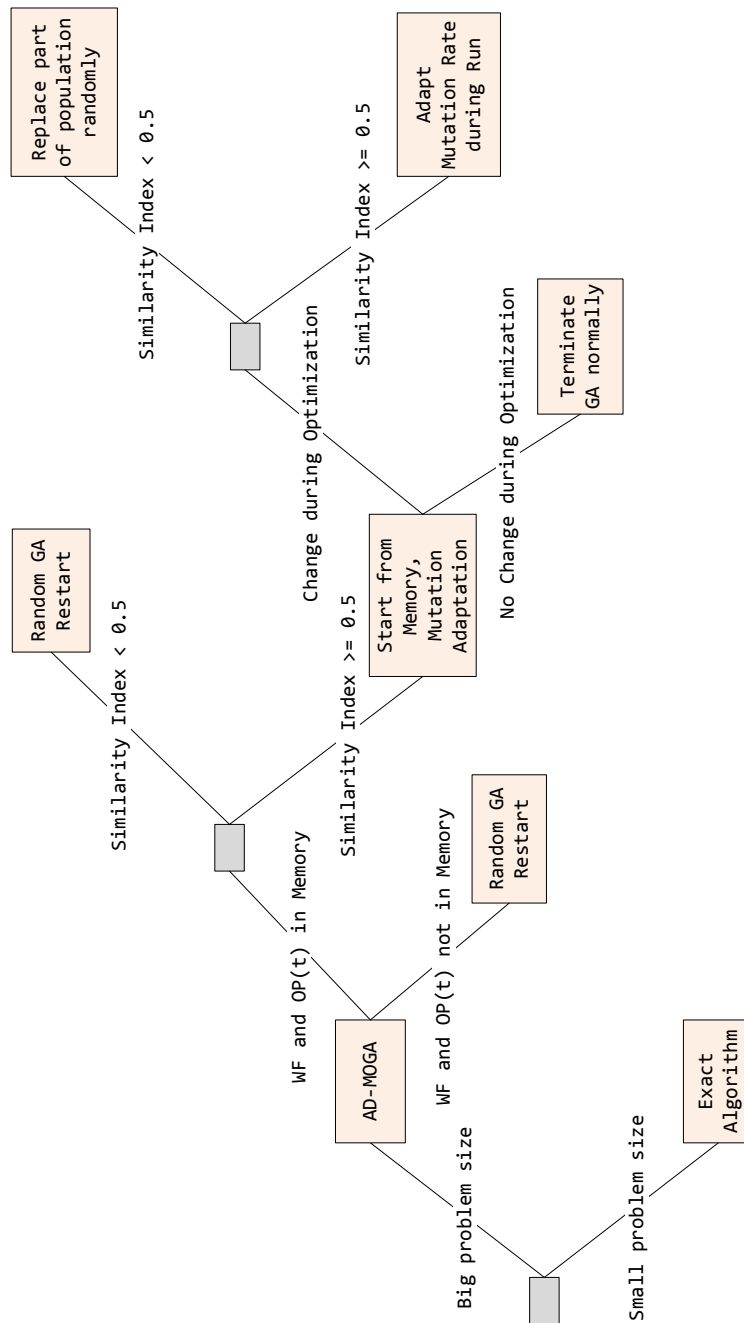 Big problem size
Small problem size
AD-MOGA
Exact
Algorithm
WF and OP(t) in Memory
WF and OP(t) not in Memory
Random GA
Restart
Similarity Index < 0.5
Similarity Index >= 0.5
Random GA
Restart
Start from
Memory,
Mutation
Adaptation
Change during Optimization
No Change during Optimization
Terminate
GA normally
Similarity Index < 0.5
Similarity Index >= 0.5
Replace part
of population
randomly
Adapt
Mutation Rate
during Run